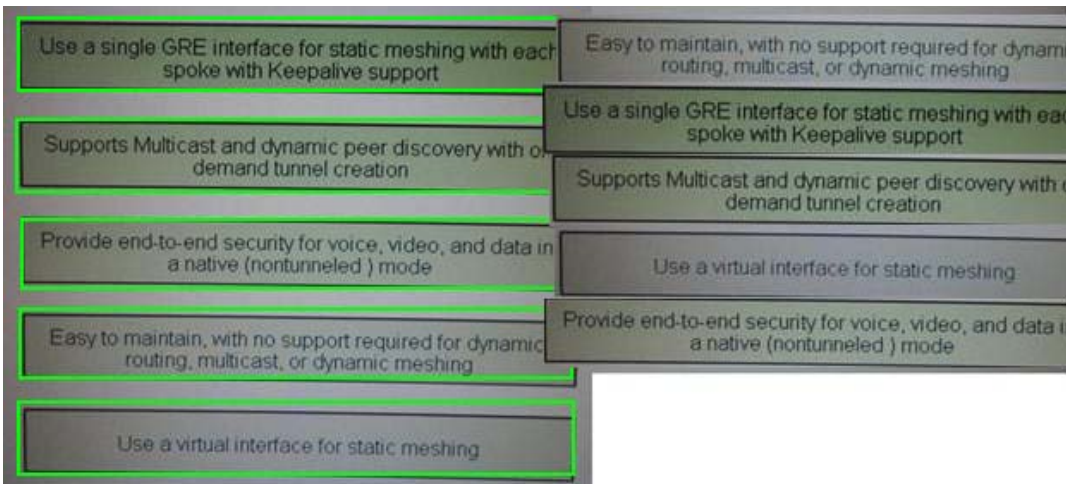 Use a single GRE interface for static meshing with each
spoke with Keepalive support
Supports Multicast and dynamic peer discovery with
demand tunnel creation
Provide end-to-end security for voice, video, and data in
a native (nontunneled ) mode
Easy to maintain, with no support required for dynamic
routing, multicast, or dynamic meshing
Use a virtual interface for static meshing
Easy to maintain, with no support required for
routing, multicast, or dynamic meshing
Use a single GRE interface for static meshing with
spoke with Keepalive support
Supports Multicast and dynamic peer discovery with
demand tunnel creation
Use a virtual interface for static meshing
Provide end-to-end security for voice, video, and data
a native (nontunneled ) mode